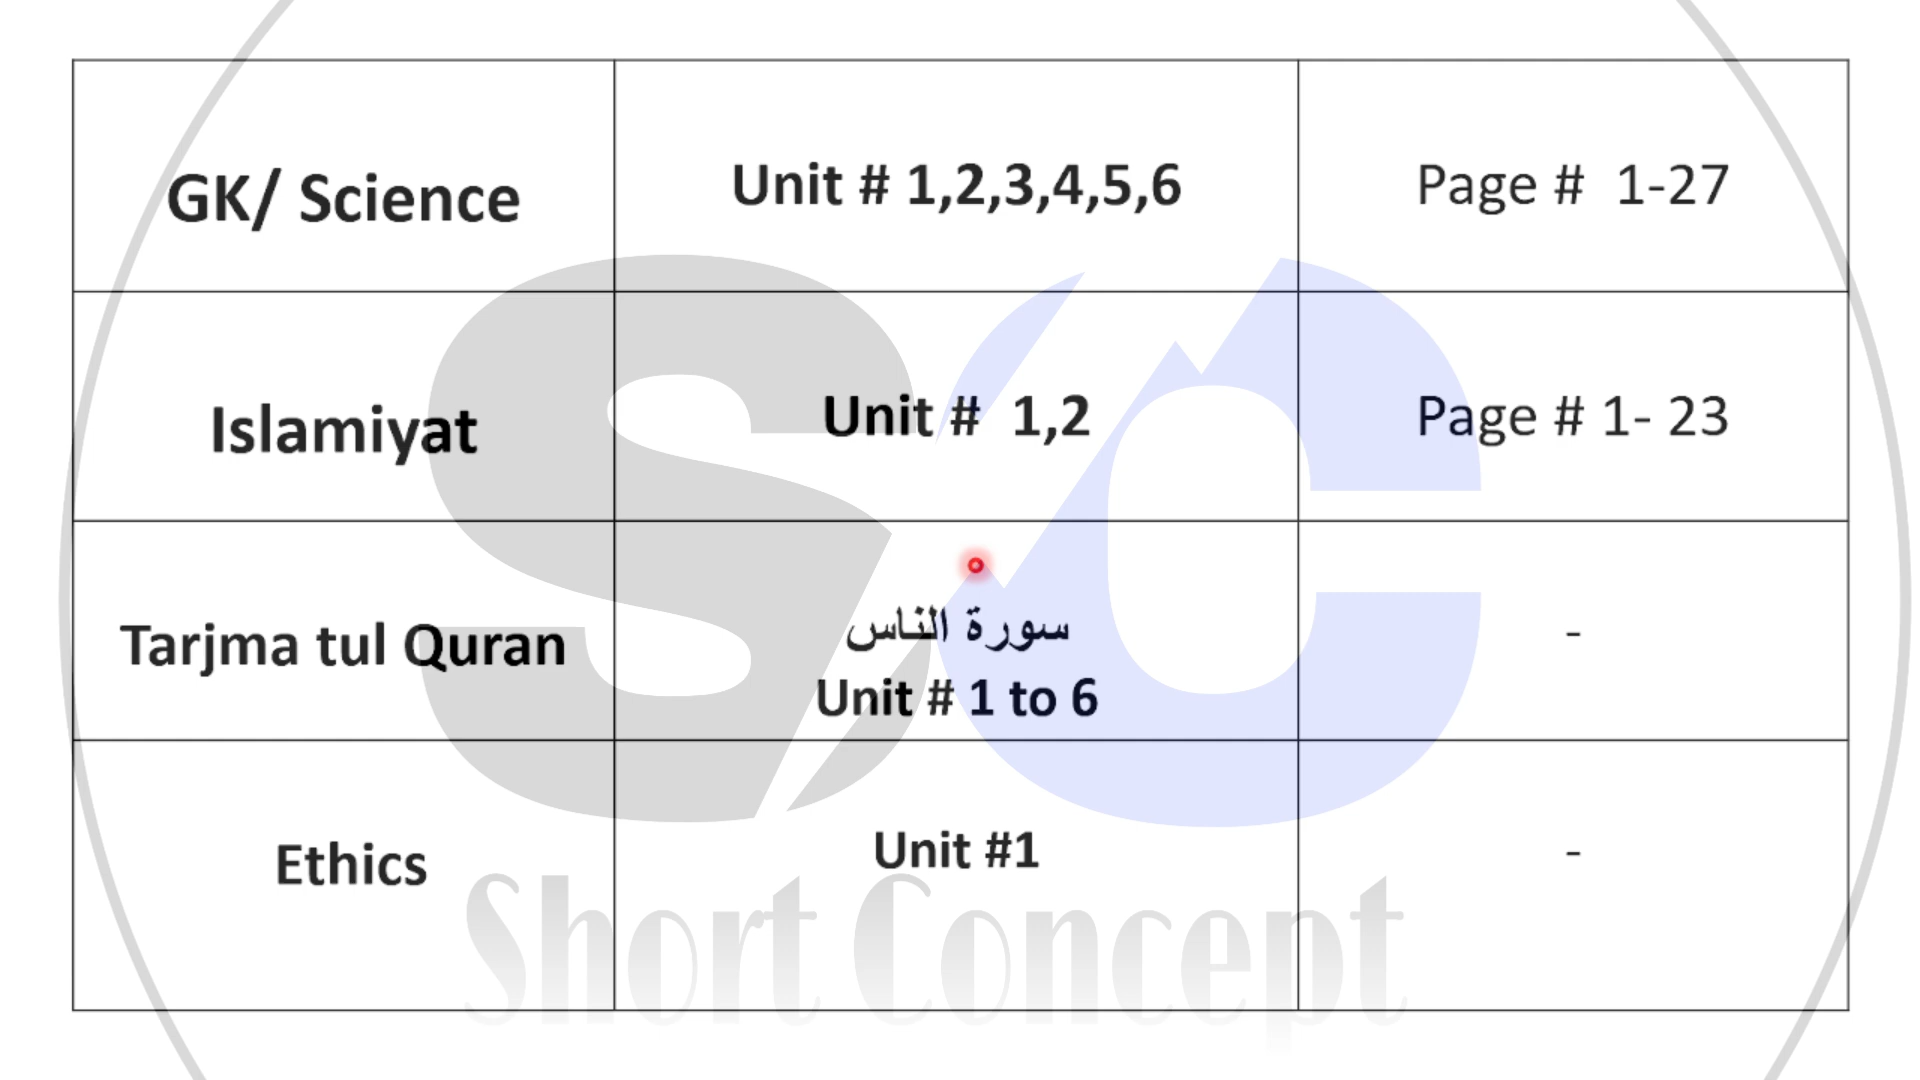 GK/ Science
Unit # 1,2,3,4,5,6
Page # 1-27
Islamiyat
Unit # 1,2
Page # 1- 23
Tarjma tul Quran
سورة الناس
Unit # 1 to 6
-
Ethics
Unit #1
-
SC
Short Concept